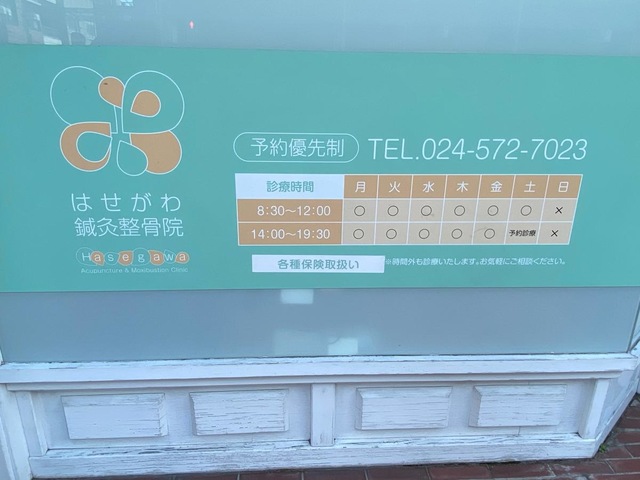 はせがわ
鍼灸整骨院
Hasegawa
Acupuncture & Moxibustion Clinic
予約優先制 TEL.024-572-7023
診療時間 月 火 水 木 金 土 日
8:30〜12:00 ○ ○ ○ ○ ○ ○ ×
14:00〜19:30 ○ ○ ○ ○ ○ 予約診療 ×
各種保険取扱い ※時間外も診療いたします。お気軽にご相談ください。